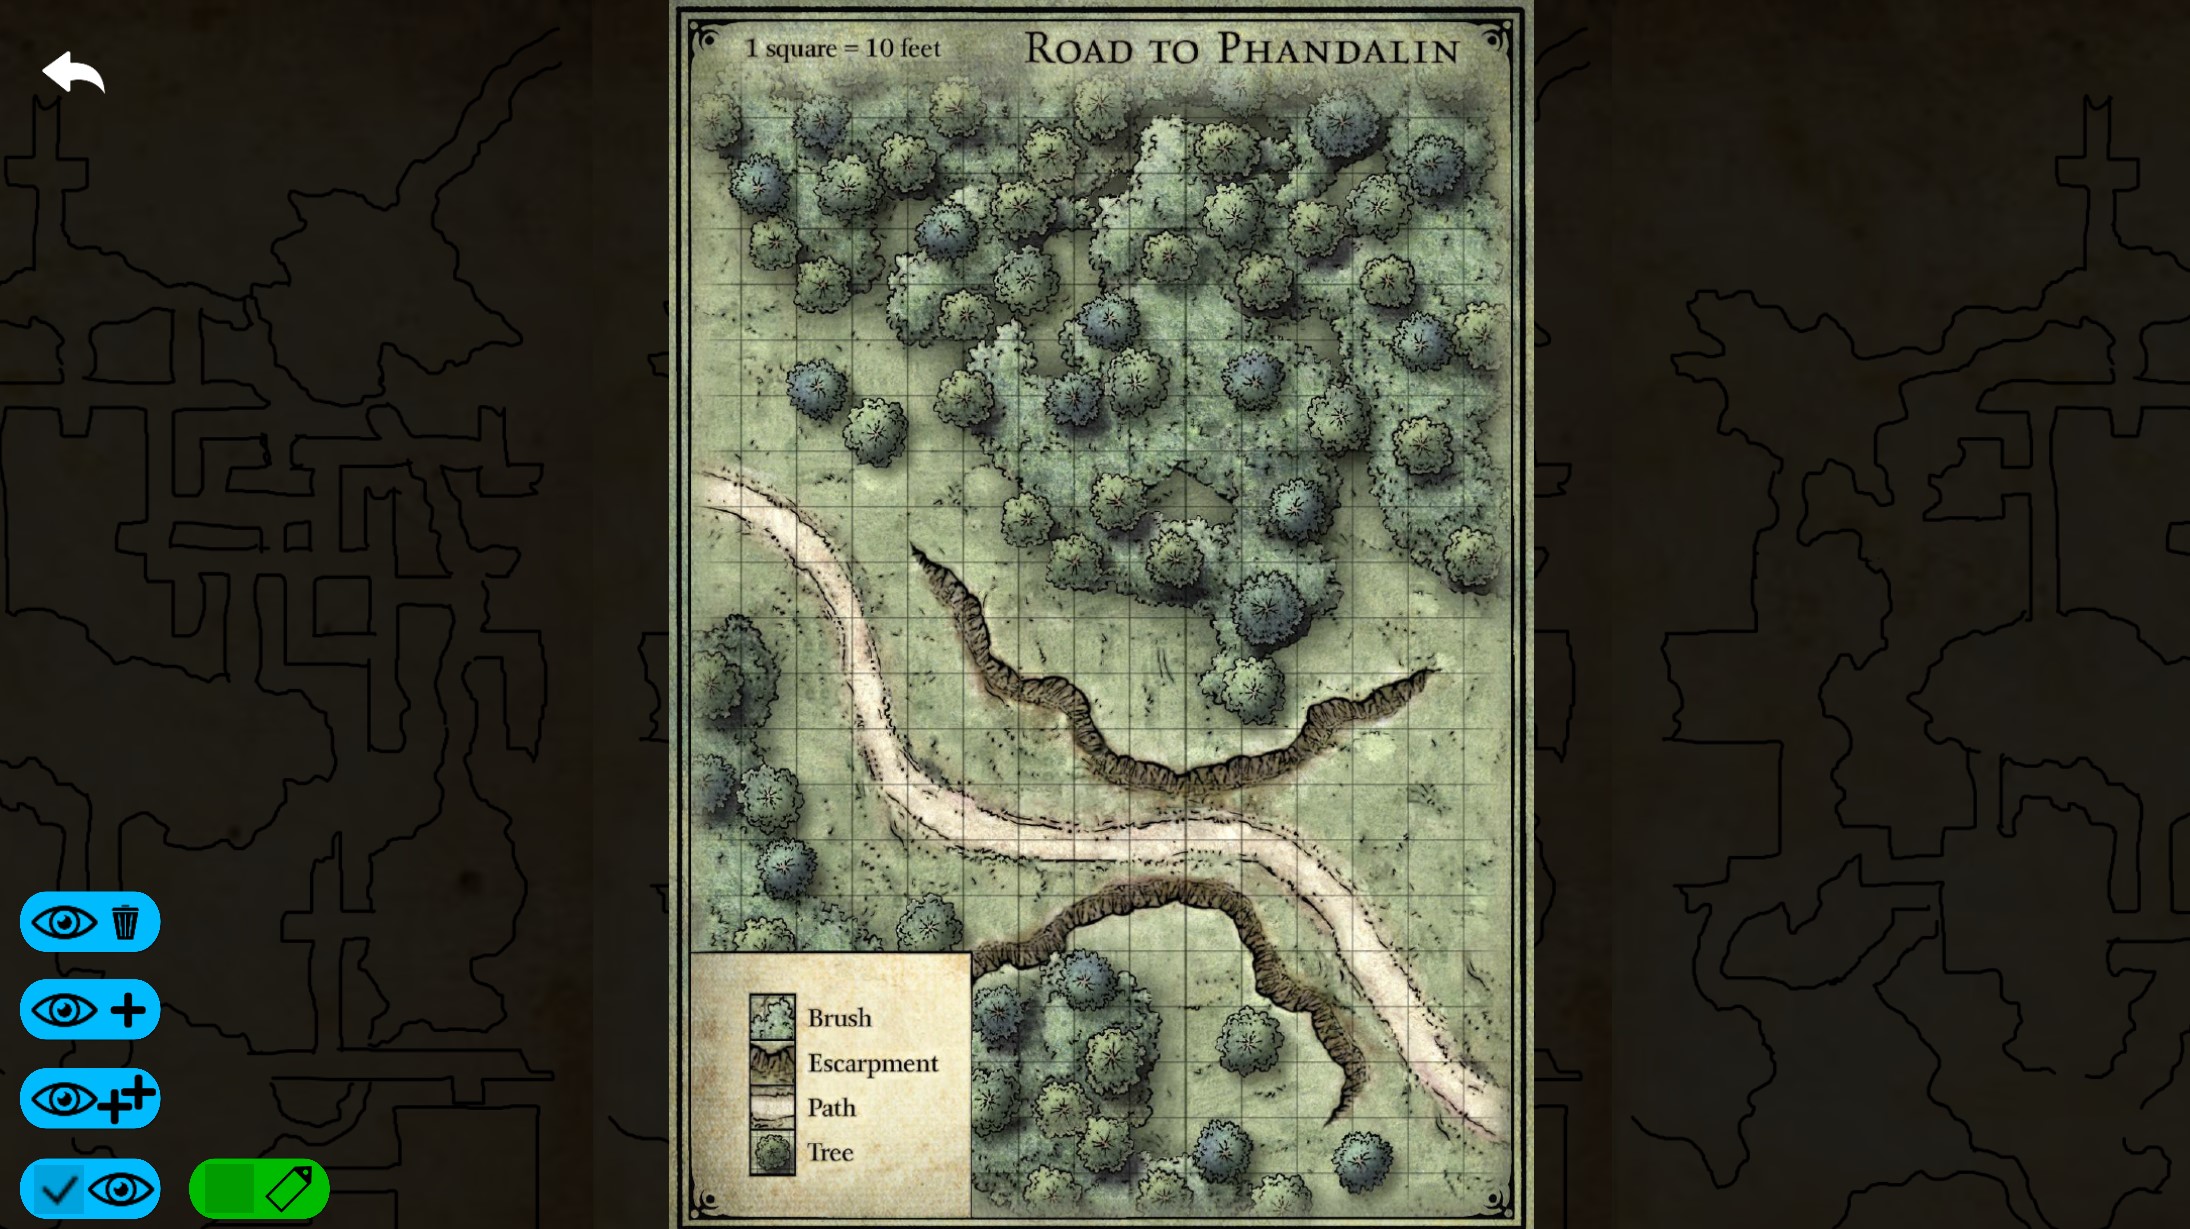 1 square = 10 feet
ROAD TO PHANDALIN
Brush
Escarpment
Path
Tree